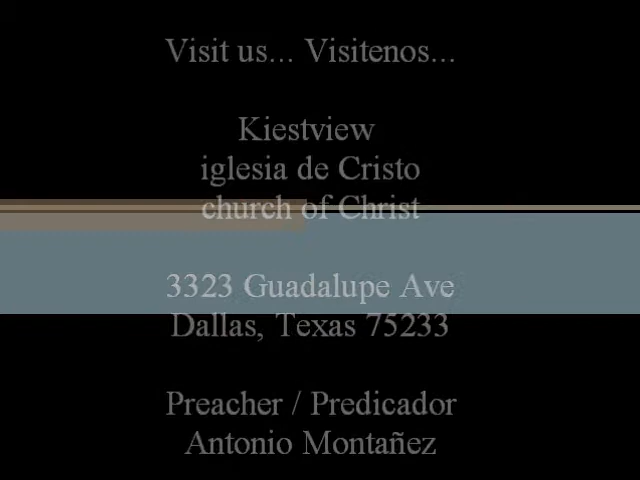 Visit us... Visitenos...
Kiestview
iglesia de Cristo
church of Christ
3323 Guadalupe Ave
Dallas, Texas 75233
Preacher / Predicador
Antonio Montañez